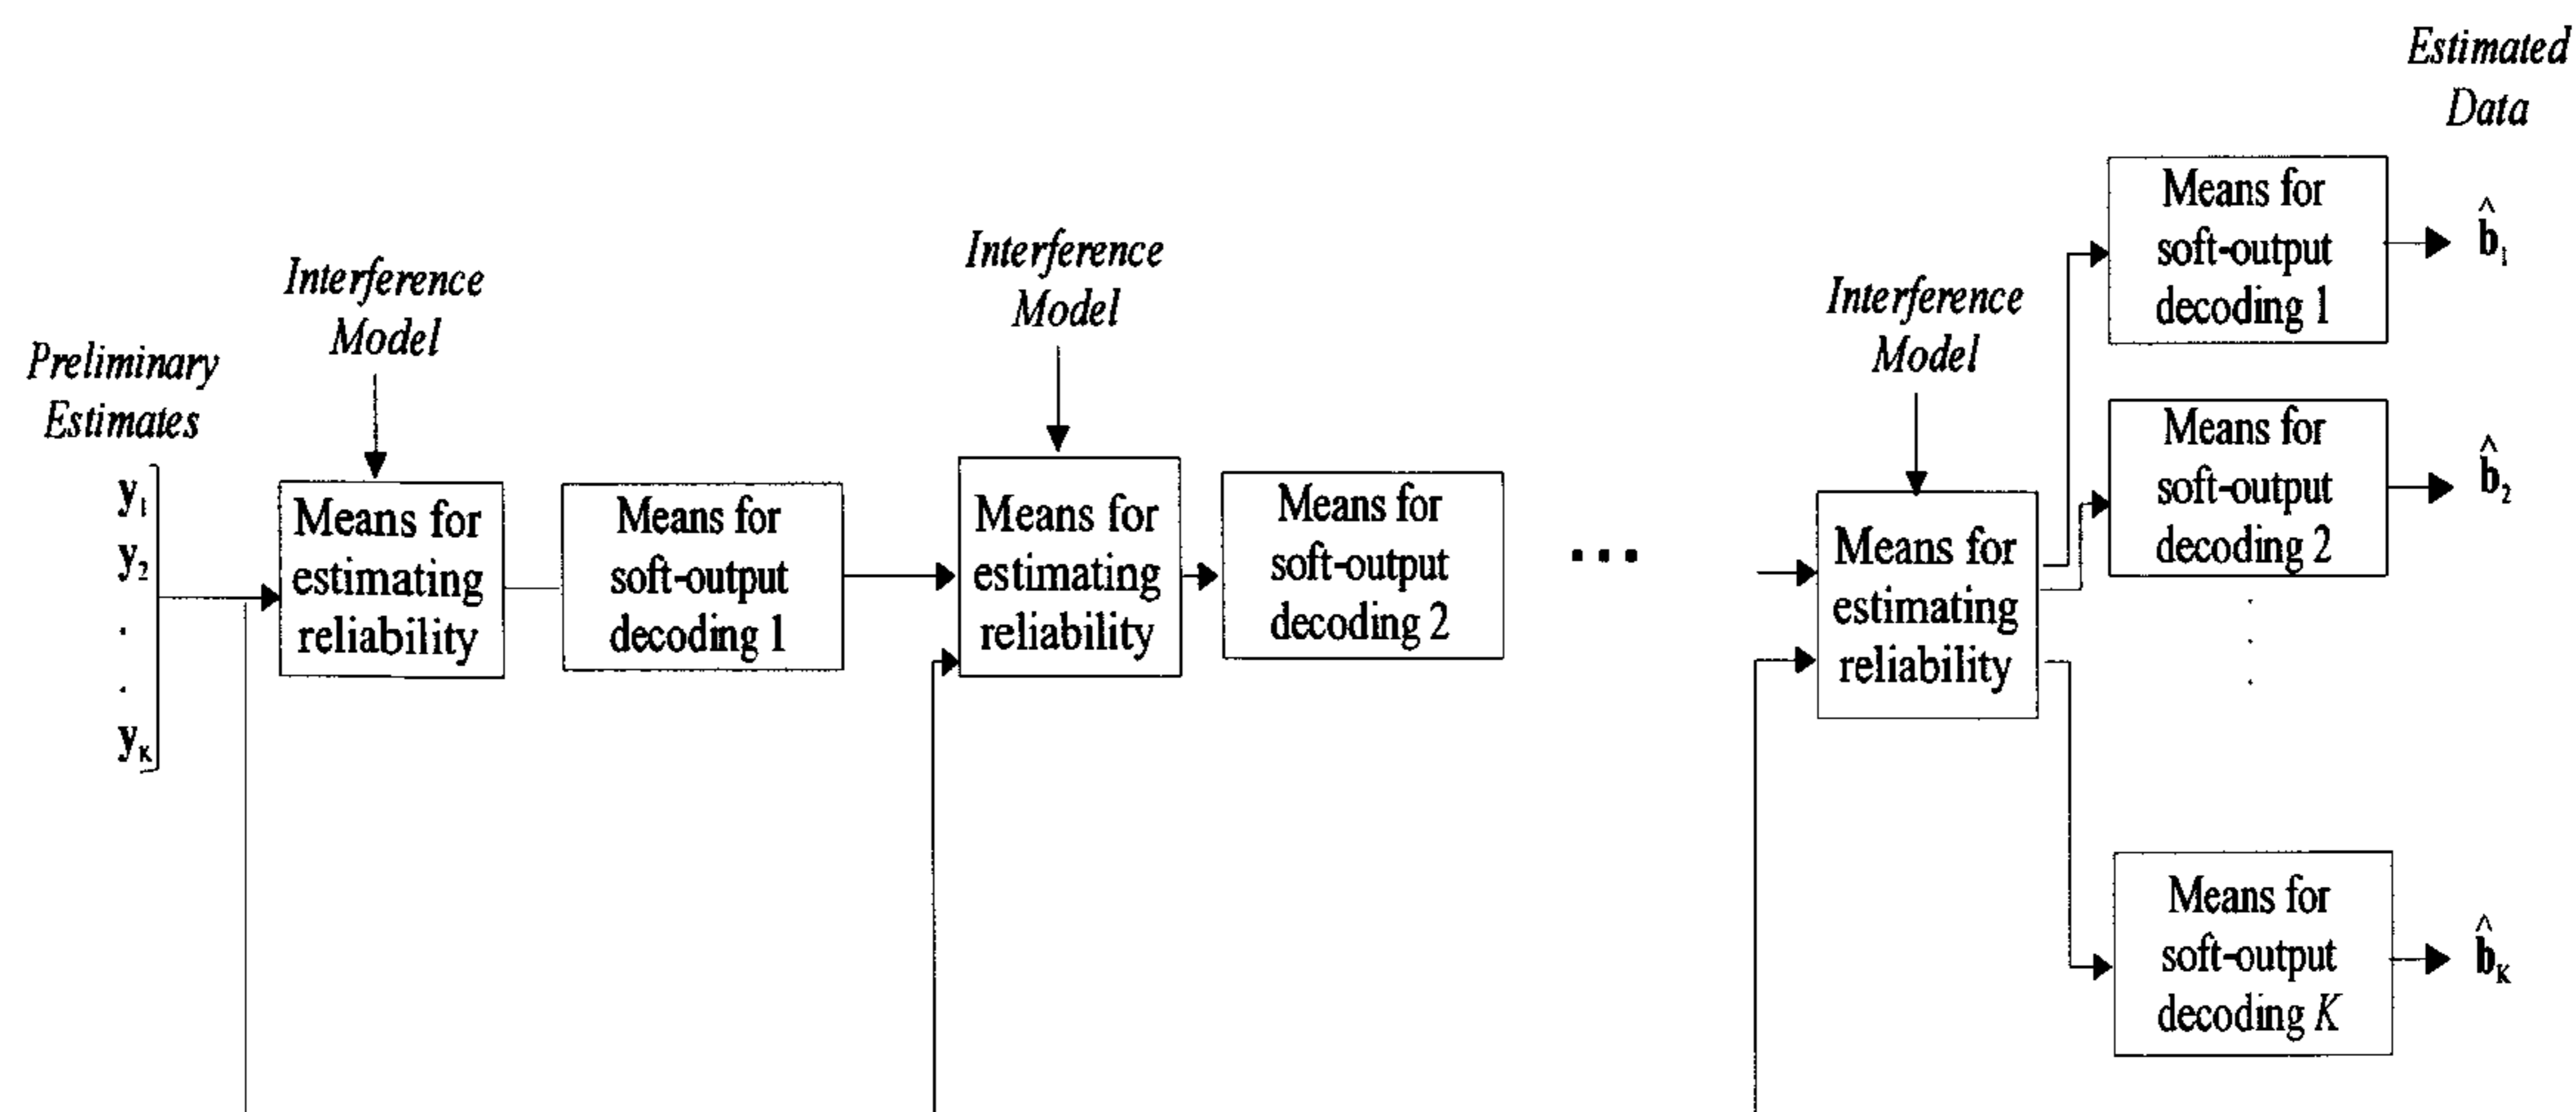 Estimated
Data
Preliminary
Estimates
y₁
y₂
.
.
y_K
Interference
Model
Means for
estimating
reliability
Means for
soft-output
decoding 1
Interference
Model
Means for
estimating
reliability
Means for
soft-output
decoding 2
...
Interference
Model
Means for
estimating
reliability
Means for
soft-output
decoding 1
b̂₁
Means for
soft-output
decoding 2
b̂₂
.
.
.
Means for
soft-output
decoding K
b̂_K